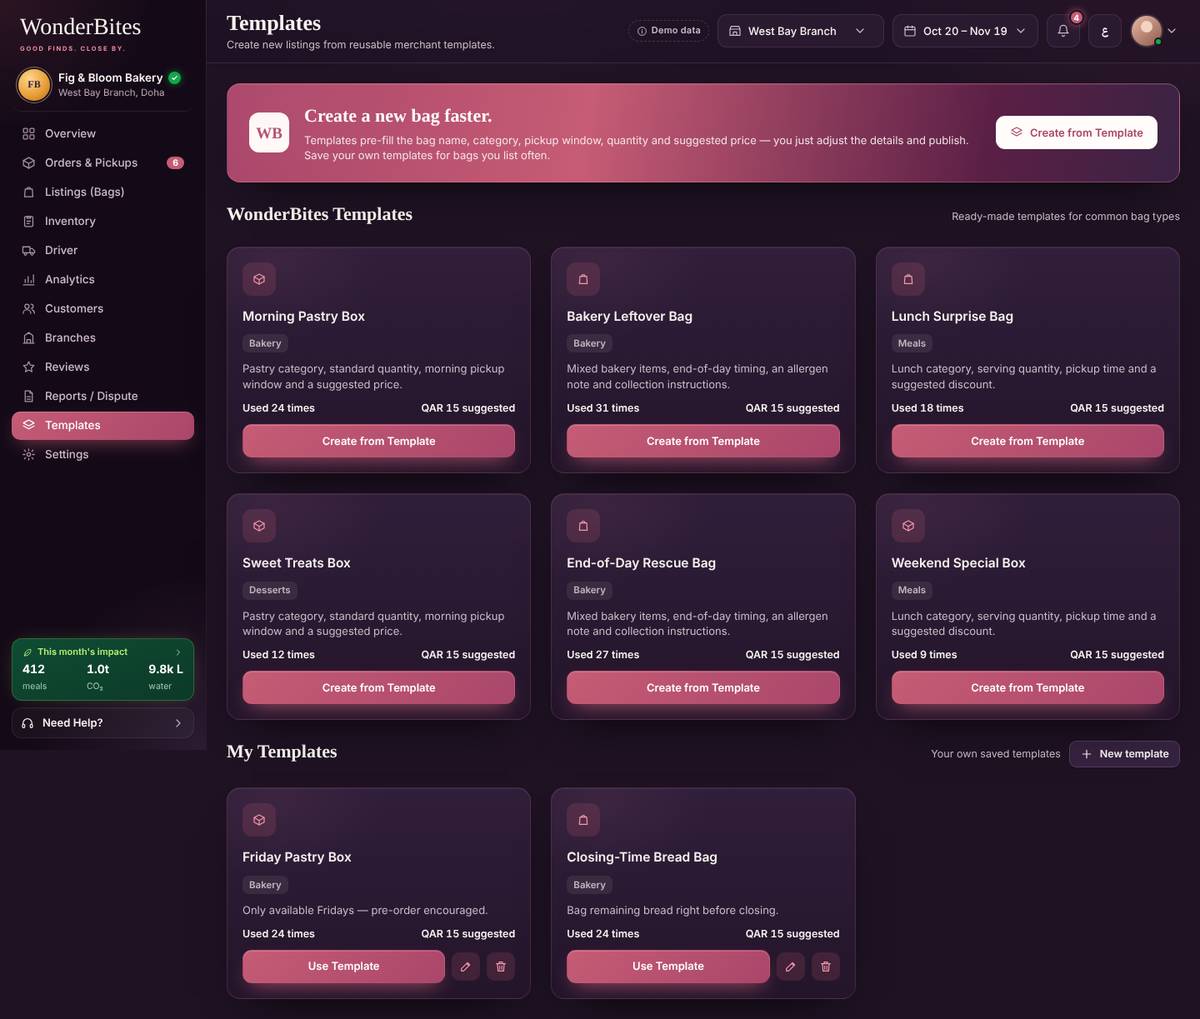 WonderBites
GOOD FINDS. CLOSE BY.
FB
Fig & Bloom Bakery
West Bay Branch, Doha
Overview
Orders & Pickups
6
Listings (Bags)
Inventory
Driver
Analytics
Customers
Branches
Reviews
Reports / Dispute
Templates
Settings
This month's impact
412
1.0t
9.8k L
meals
CO₂
water
Need Help?
Templates
Create new listings from reusable merchant templates.
Demo data
West Bay Branch
Oct 20 – Nov 19
4
ع
WB
Create a new bag faster.
Templates pre-fill the bag name, category, pickup window, quantity and suggested price — you just adjust the details and publish.
Save your own templates for bags you list often.
Create from Template
WonderBites Templates
Ready-made templates for common bag types
Morning Pastry Box
Bakery
Pastry category, standard quantity, morning pickup
window and a suggested price.
Used 24 times
QAR 15 suggested
Create from Template
Bakery Leftover Bag
Bakery
Mixed bakery items, end-of-day timing, an allergen
note and collection instructions.
Used 31 times
QAR 15 suggested
Create from Template
Lunch Surprise Bag
Meals
Lunch category, serving quantity, pickup time and a
suggested discount.
Used 18 times
QAR 15 suggested
Create from Template
Sweet Treats Box
Desserts
Pastry category, standard quantity, morning pickup
window and a suggested price.
Used 12 times
QAR 15 suggested
Create from Template
End-of-Day Rescue Bag
Bakery
Mixed bakery items, end-of-day timing, an allergen
note and collection instructions.
Used 27 times
QAR 15 suggested
Create from Template
Weekend Special Box
Meals
Lunch category, serving quantity, pickup time and a
suggested discount.
Used 9 times
QAR 15 suggested
Create from Template
My Templates
Your own saved templates
New template
Friday Pastry Box
Bakery
Only available Fridays — pre-order encouraged.
Used 24 times
QAR 15 suggested
Use Template
Closing-Time Bread Bag
Bakery
Bag remaining bread right before closing.
Used 24 times
QAR 15 suggested
Use Template